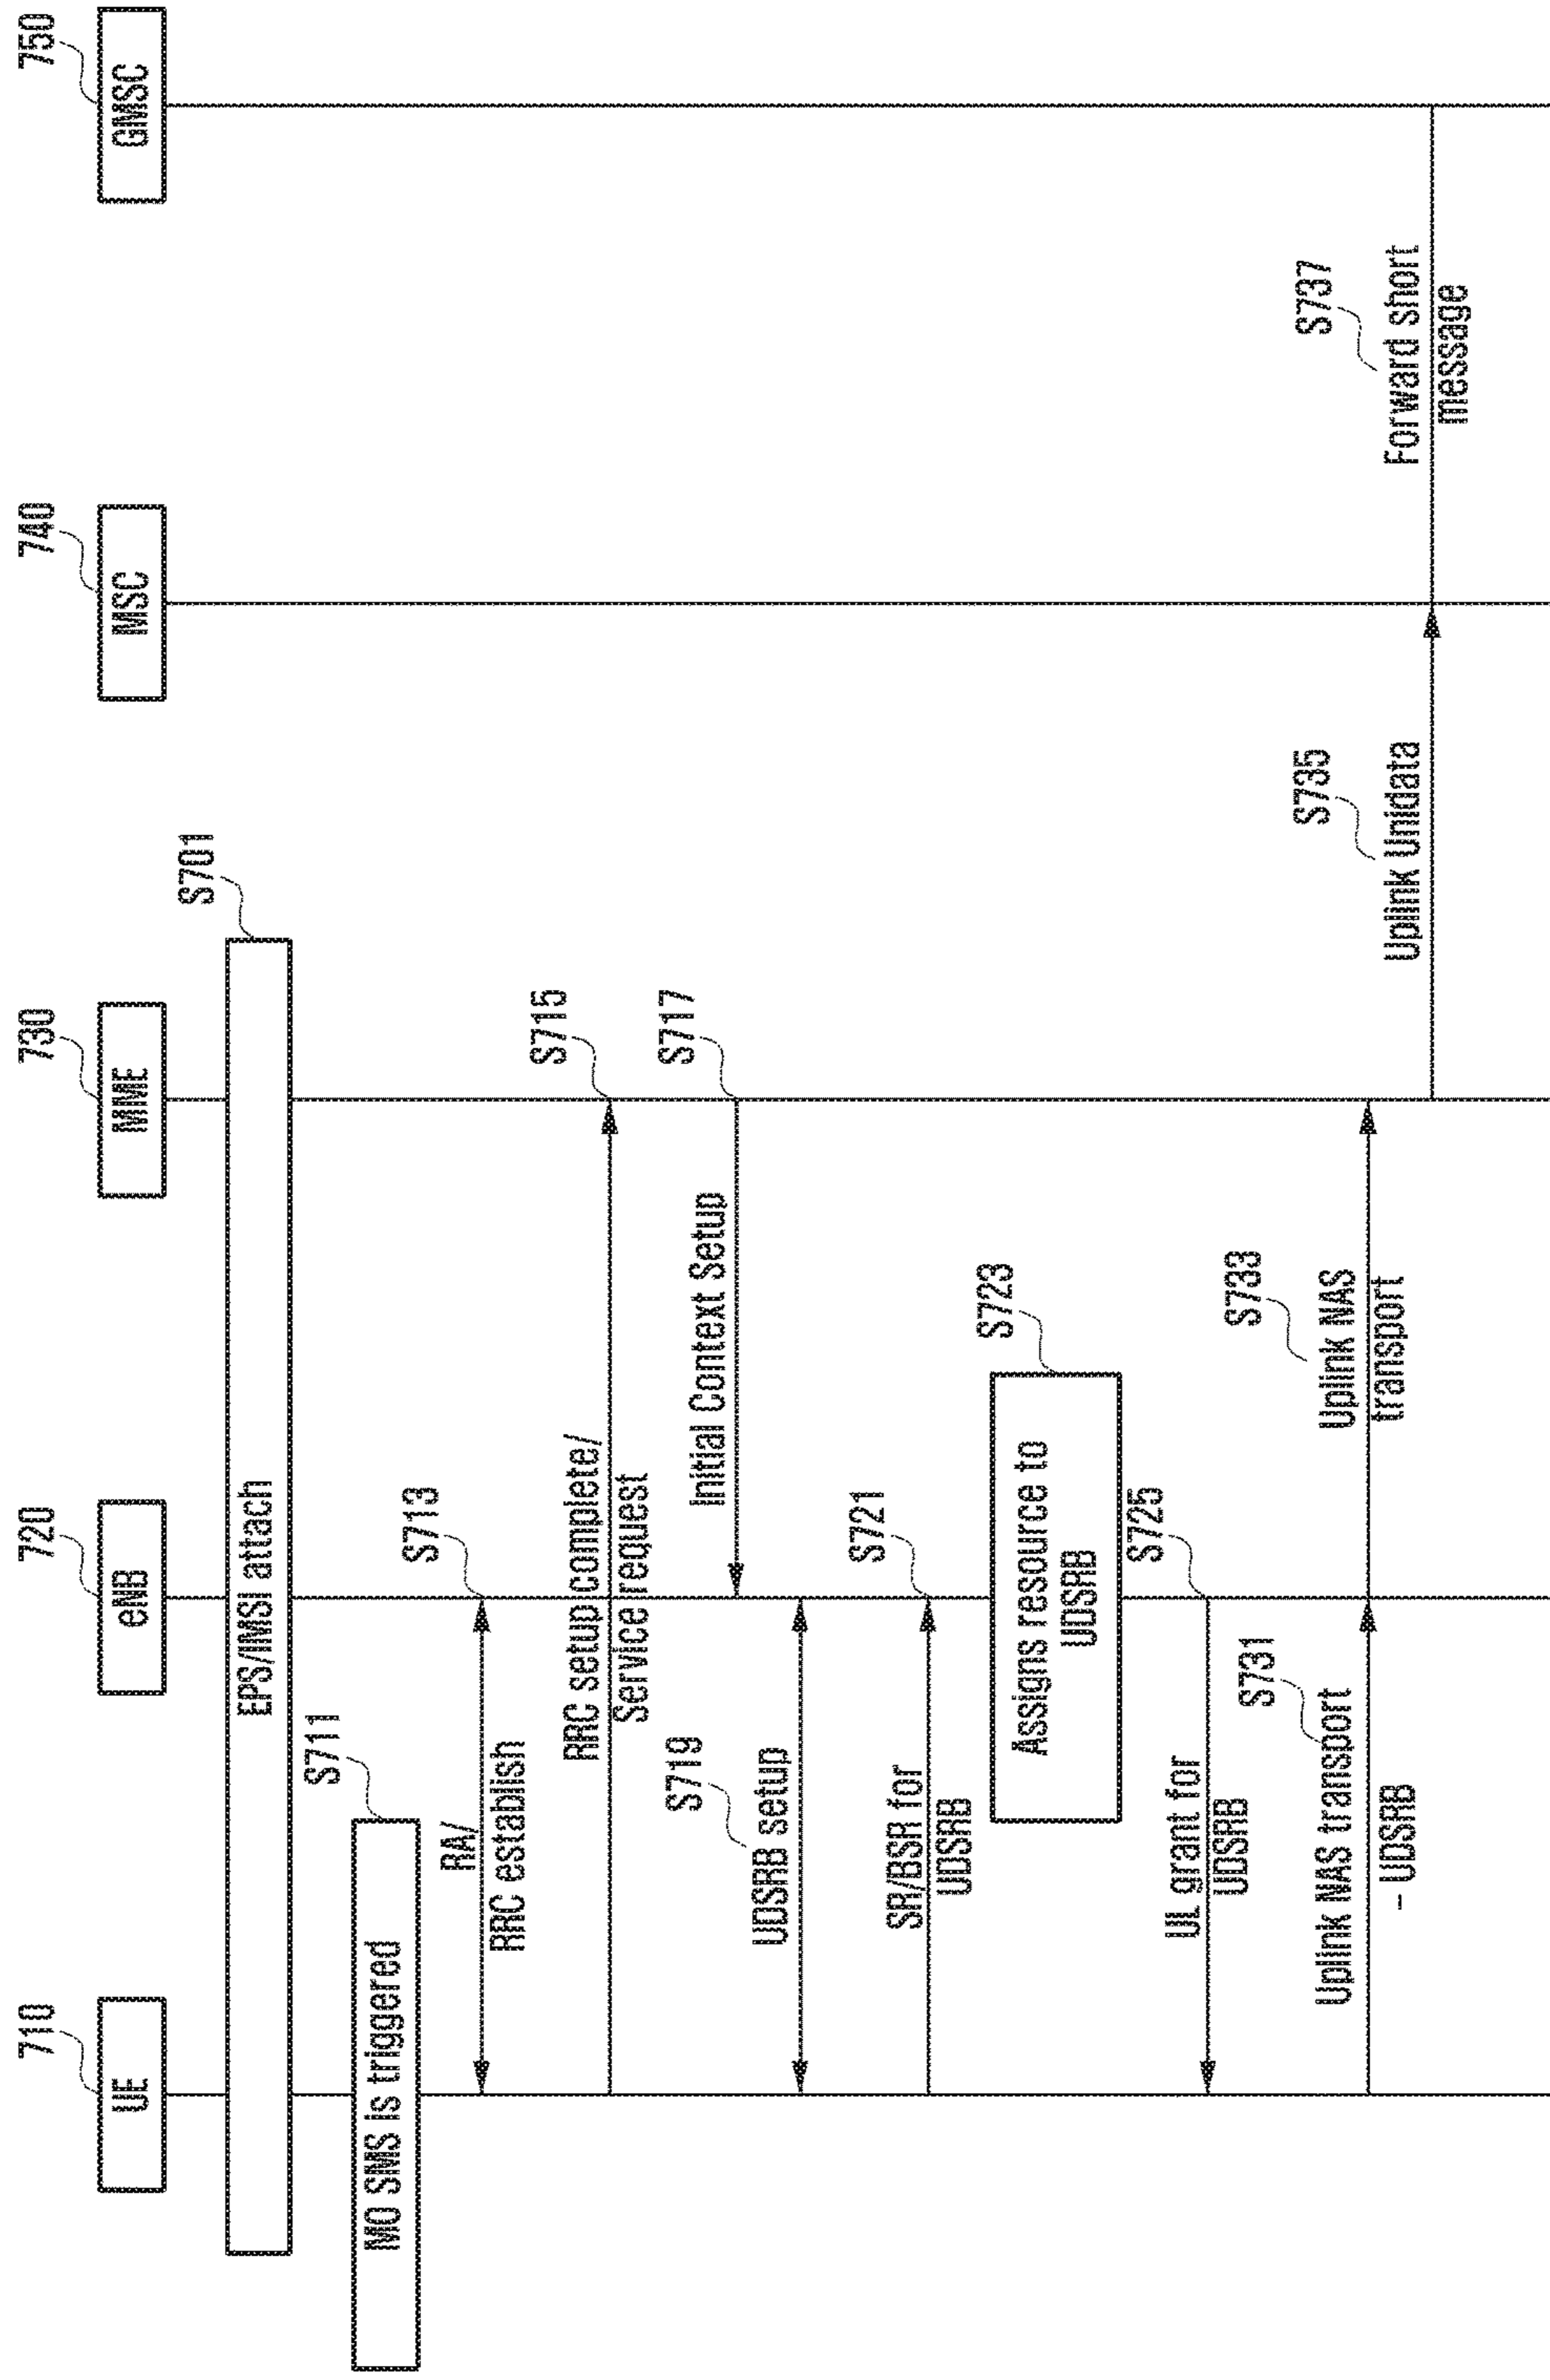 710
720
730
740
750
UE
eNB
MME
MSC
GMSC
S701
EPS/IMSI attach
S711
MO SMS is triggered
S713
RA/
RRC establish
S715
RRC setup complete/
Service request
S717
Initial Context Setup
S719
UDSRB setup
S721
SR/BSR for
UDSRB
S723
Assigns resource to
UDSRB
S725
UL grant for
UDSRB
S731
Uplink NAS transport
- UDSRB
S733
Uplink NAS
transport
S735
Uplink Unidata
S737
Forward short
message